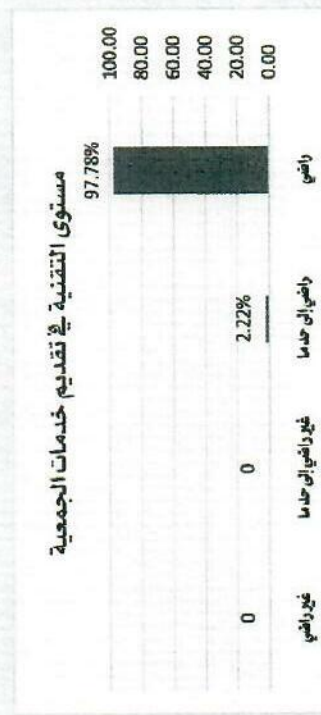 مستوى التقنية في تقديم خدمات الجمعية
100.00
80.00
60.00
40.00
20.00
0.00
97.78%
2.22%
0
0
راضي
راضي إلى حد ما
غير راضي إلى حد ما
غير راضي